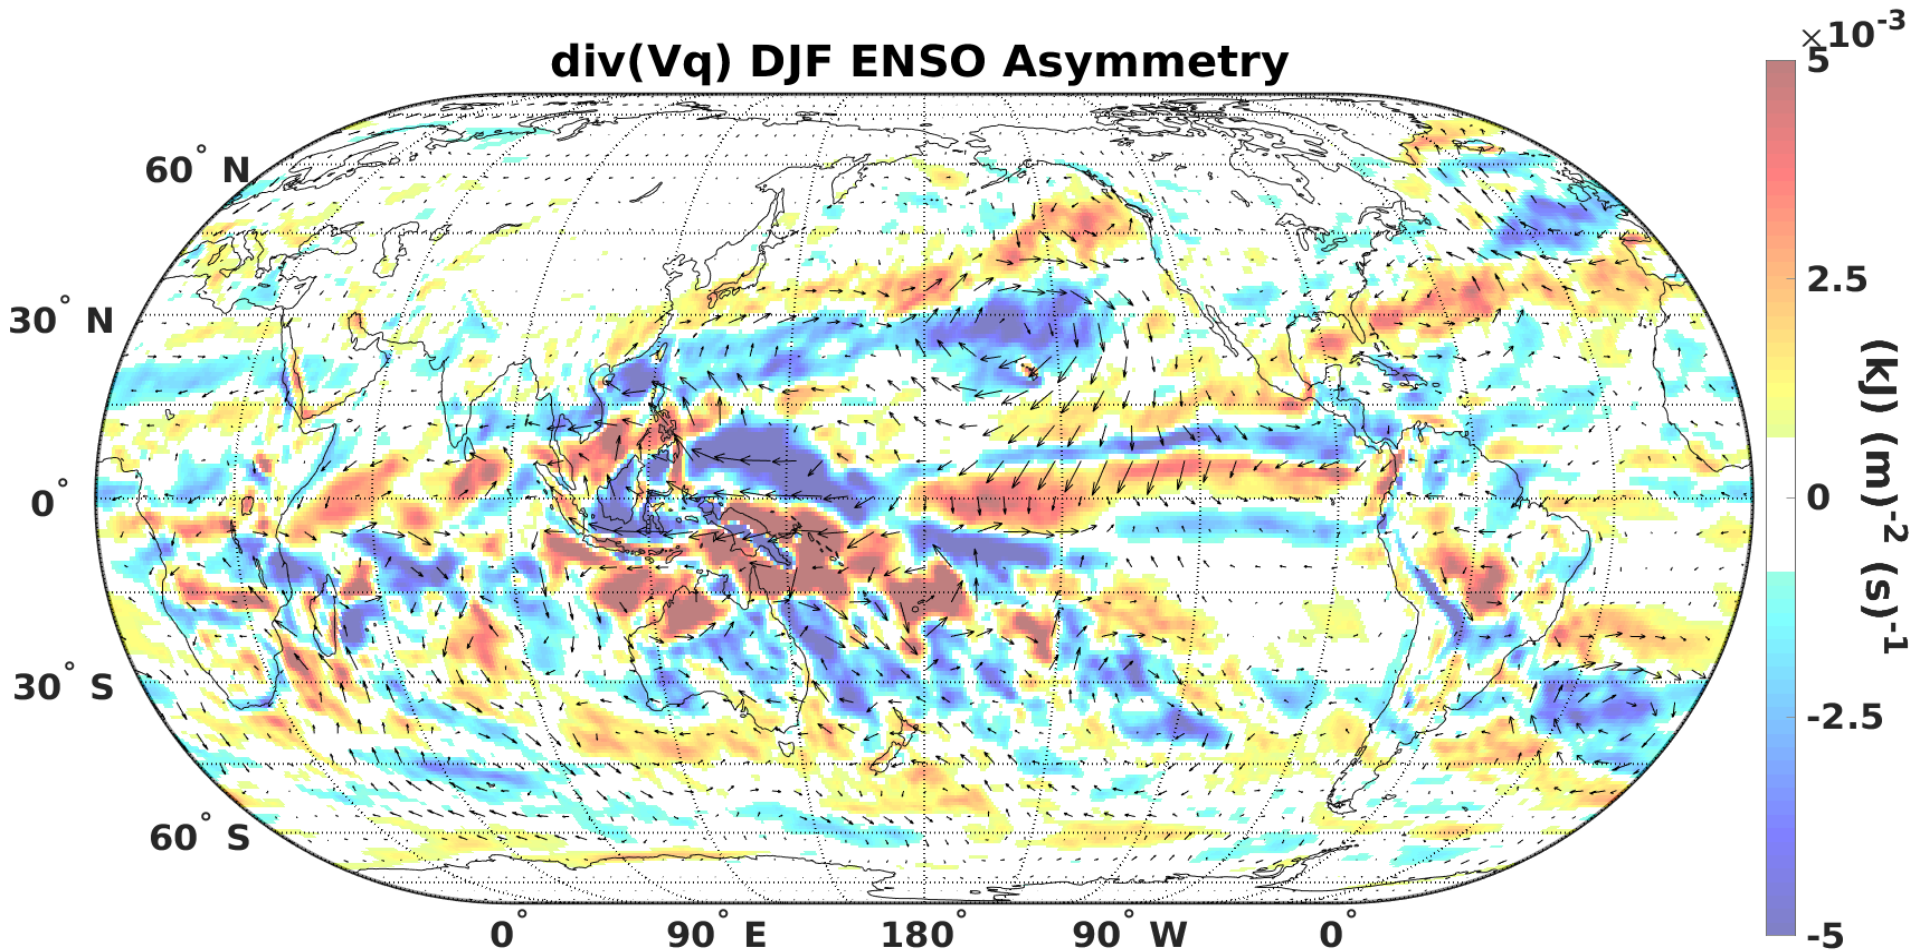 div(Vq) DJF ENSO Asymmetry
×10-3
5
2.5
0
-2.5
-5
(kJ) (m)-2 (s)-1
60° N
30° N
0°
30° S
60° S
0° 90° E 180° 90° W 0°